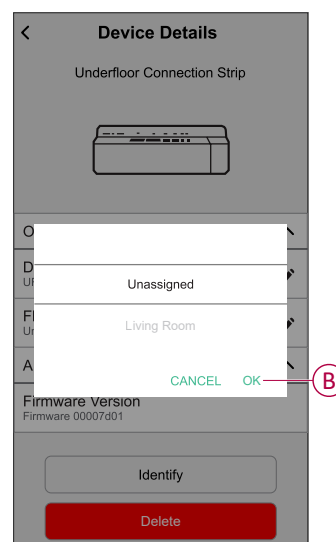 Device Details
Underfloor Connection Strip
Unassigned
Living Room
CANCEL OK
B
Firmware Version
Firmware 00007d01
Identify
Delete